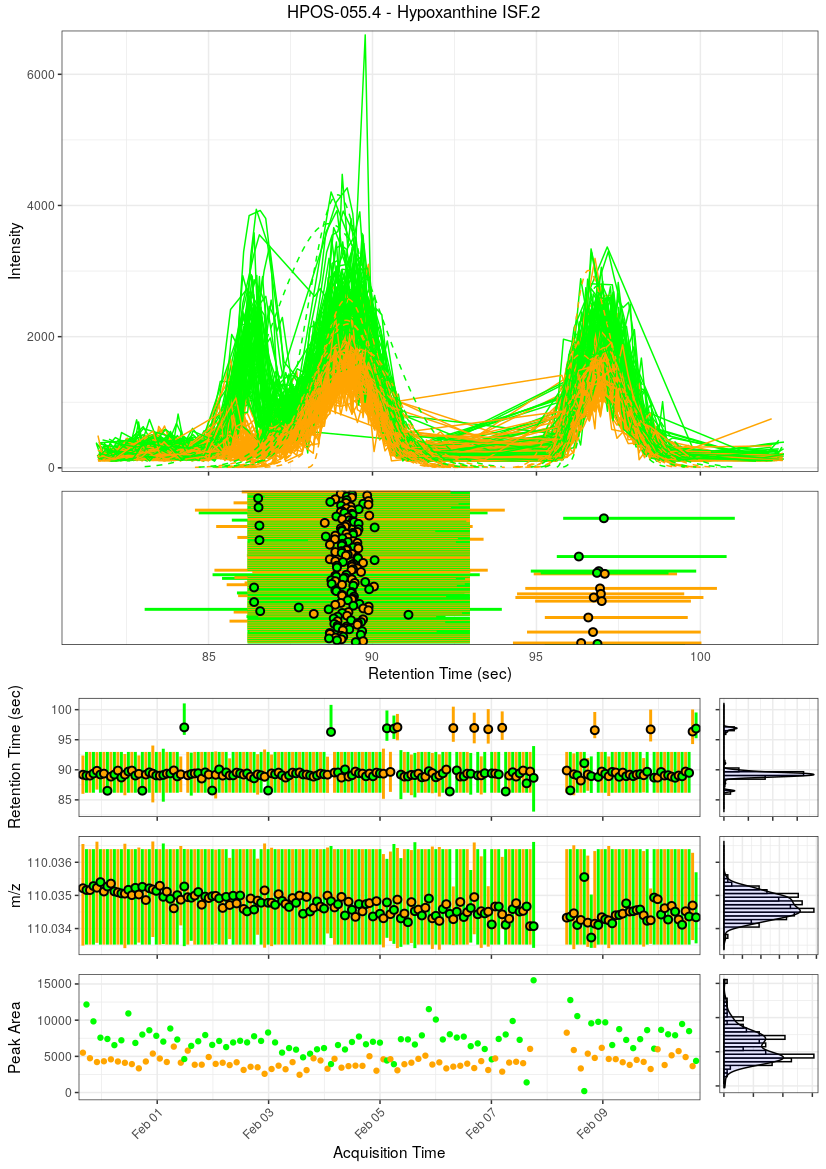 HPOS-055.4 - Hypoxanthine ISF.2
Intensity
6000
4000
2000
0
85
90
95
100
Retention Time (sec)
Retention Time (sec)
100
95
90
85
m/z
110.036
110.035
110.034
Peak Area
15000
10000
5000
0
Feb 01
Feb 03
Feb 05
Feb 07
Feb 09
Acquisition Time